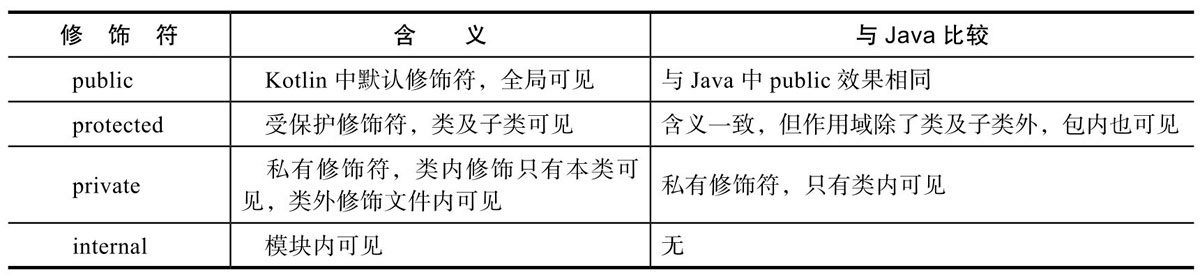 修 饰 符 含 义 与 Java 比较
public Kotlin 中默认修饰符，全局可见 与 Java 中 public 效果相同
protected 受保护修饰符，类及子类可见 含义一致，但作用域除了类及子类外，包内也可见
private 私有修饰符，类内修饰只有本类可
见，类外修饰文件内可见 私有修饰符，只有类内可见
internal 模块内可见 无